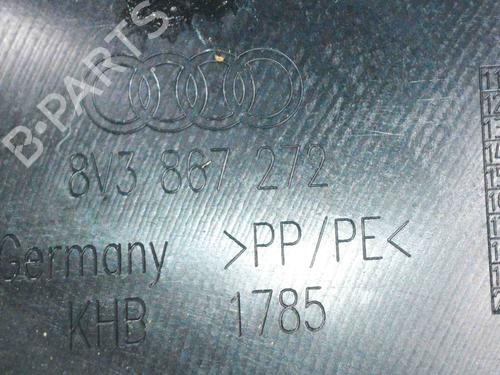 B-PARTS
8V3 867 272
Germany >PP/PE<
KHB 1785